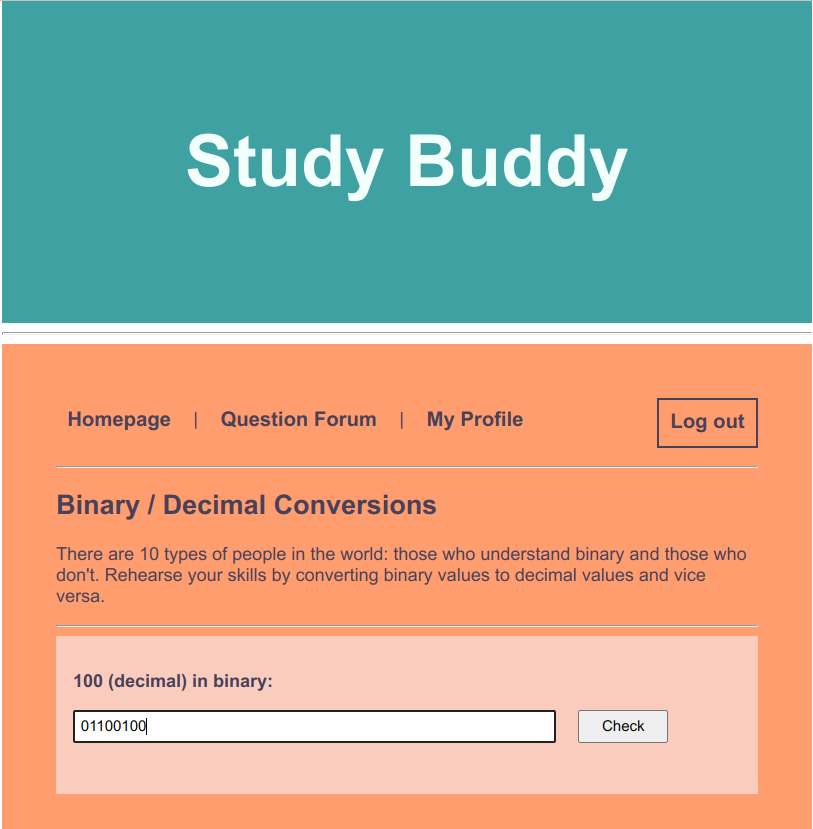 Study Buddy
Homepage | Question Forum | My Profile Log out
Binary / Decimal Conversions
There are 10 types of people in the world: those who understand binary and those who
don't. Rehearse your skills by converting binary values to decimal values and vice
versa.
100 (decimal) in binary:
01100100 Check